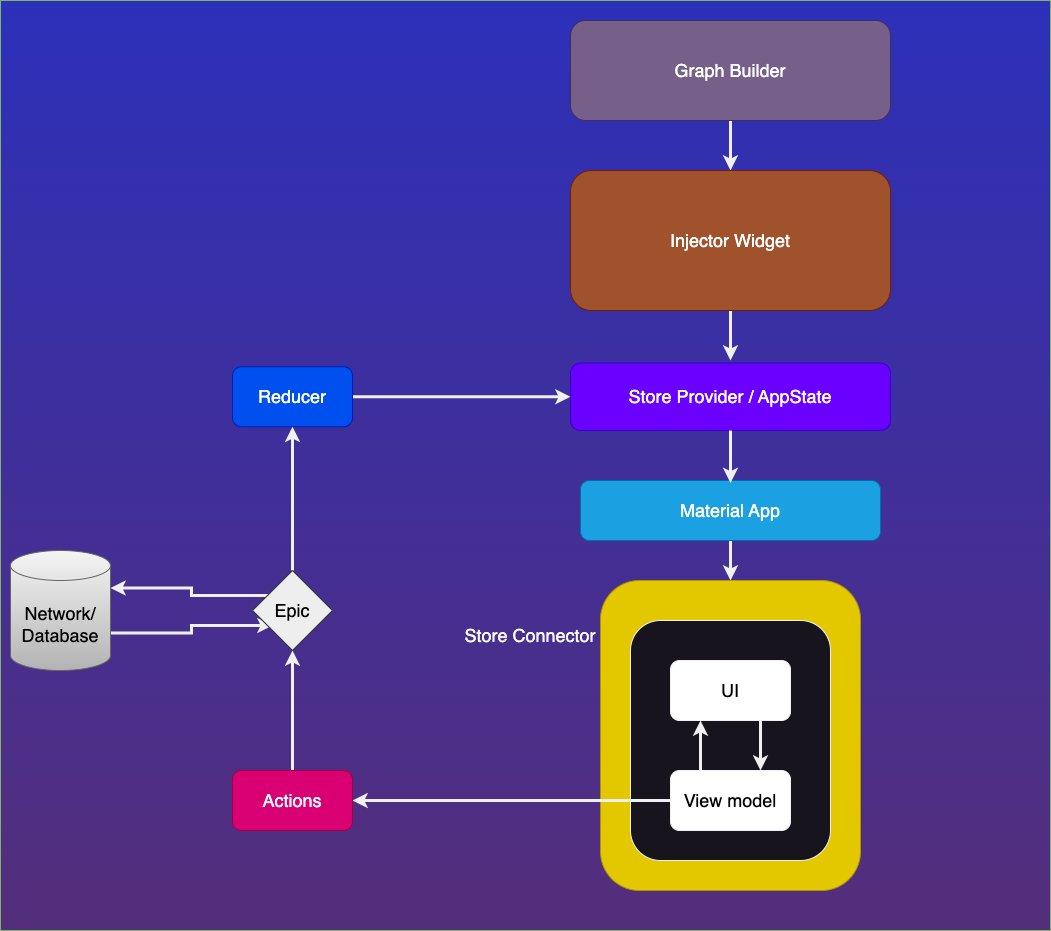 Graph Builder
Injector Widget
Reducer
Store Provider / AppState
Material App
Network/
Database
Epic
Store Connector
UI
Actions
View model